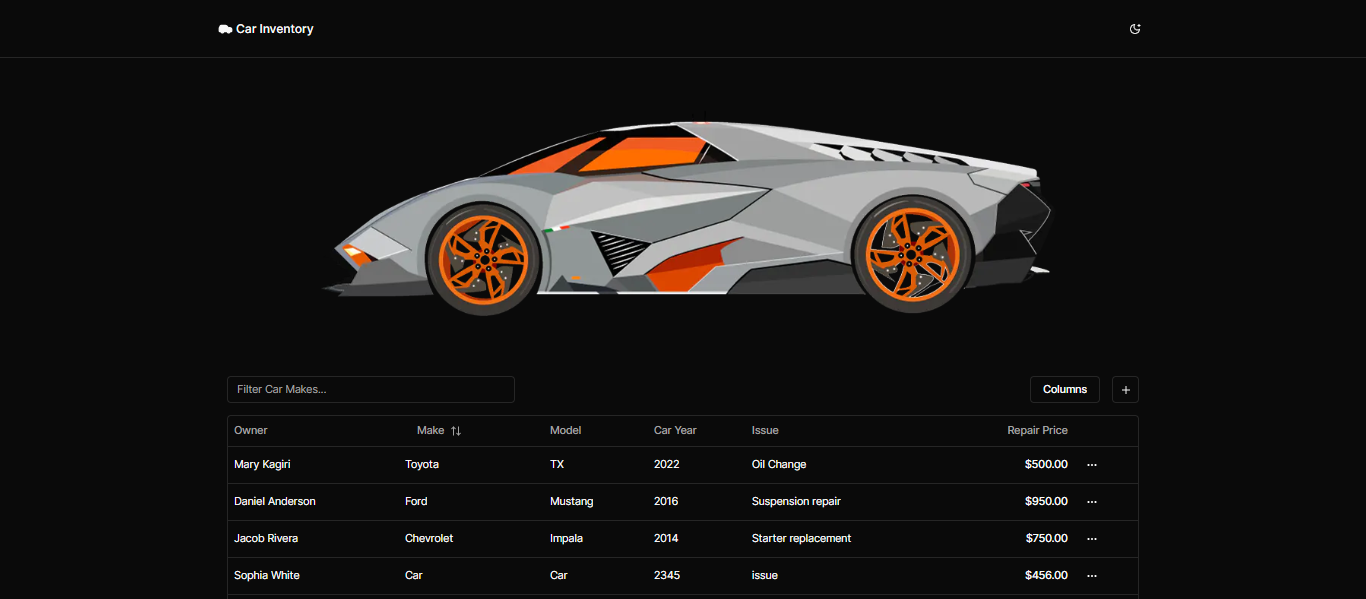 Car Inventory
Filter Car Makes...
Columns
Owner Make Model Car Year Issue Repair Price
Mary Kagiri Toyota TX 2022 Oil Change $500.00
Daniel Anderson Ford Mustang 2016 Suspension repair $950.00
Jacob Rivera Chevrolet Impala 2014 Starter replacement $750.00
Sophia White Car Car 2345 issue $456.00